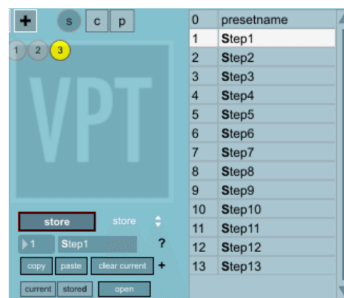 + s c p
1 2 3
VPT
store store
1 Step1 ?
copy paste clear current +
current stored open
0 presetname
1 Step1
2 Step2
3 Step3
4 Step4
5 Step5
6 Step6
7 Step7
8 Step8
9 Step9
10 Step10
11 Step11
12 Step12
13 Step13